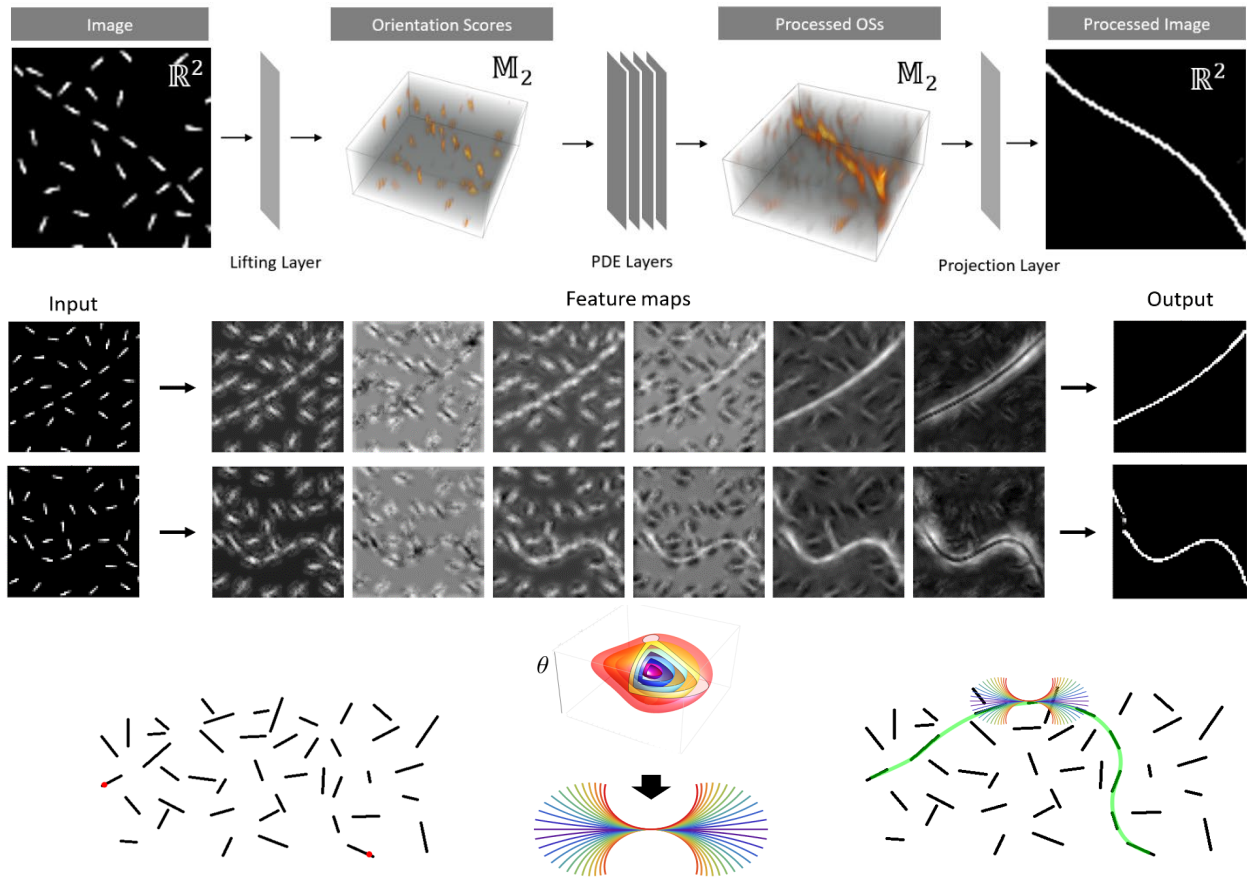 Image
Orientation Scores
Processed OSs
Processed Image
ℝ²
𝕄₂
𝕄₂
ℝ²
Lifting Layer
PDE Layers
Projection Layer
Input
Feature maps
Output
θ